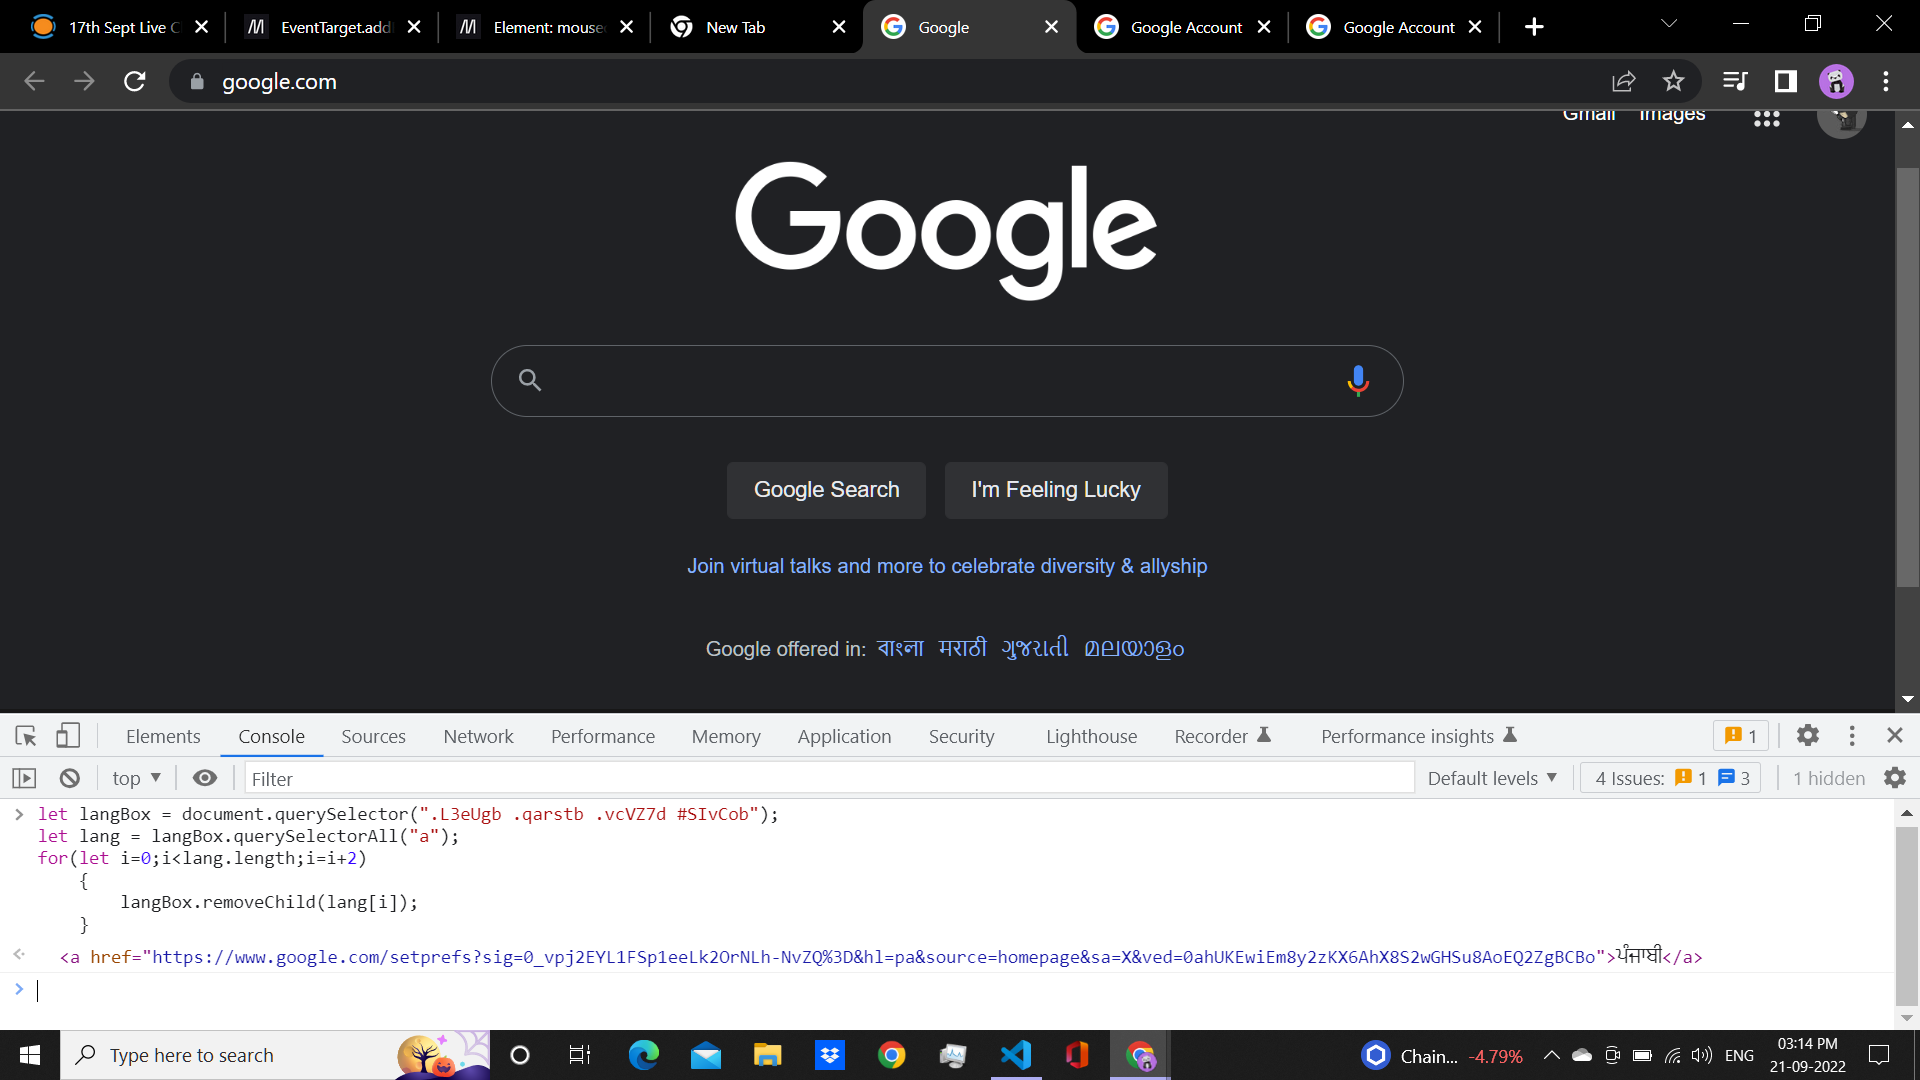 17th Sept Live C
EventTarget.add
Element: mouse
New Tab
Google
Google Account
Google Account
google.com
Gmail Images
Google
Google Search
I'm Feeling Lucky
Join virtual talks and more to celebrate diversity & allyship
Google offered in: বাংলা मराठी ગુજરાતી മലയാളം
Elements Console Sources Network Performance Memory Application Security Lighthouse Recorder Performance insights 1
top ▼ Filter Default levels ▼ 4 Issues: 1 3 1 hidden
let langBox = document.querySelector(".L3eUgb .qarstb .vcVZ7d #SIvCob");
let lang = langBox.querySelectorAll("a");
for(let i=0;i<lang.length;i=i+2)
{
langBox.removeChild(lang[i]);
}
<a href="https://www.google.com/setprefs?sig=0_vpj2EYL1FSp1eeLk2OrNLh-NvZQ%3D&hl=pa&source=homepage&sa=X&ved=0ahUKEwiEm8y2zKX6AhX8S2wGHSu8AoEQ2ZgBCBo">ਪੰਜਾਬੀ</a>
Type here to search
Chain... -4.79%
ENG
03:14 PM
21-09-2022